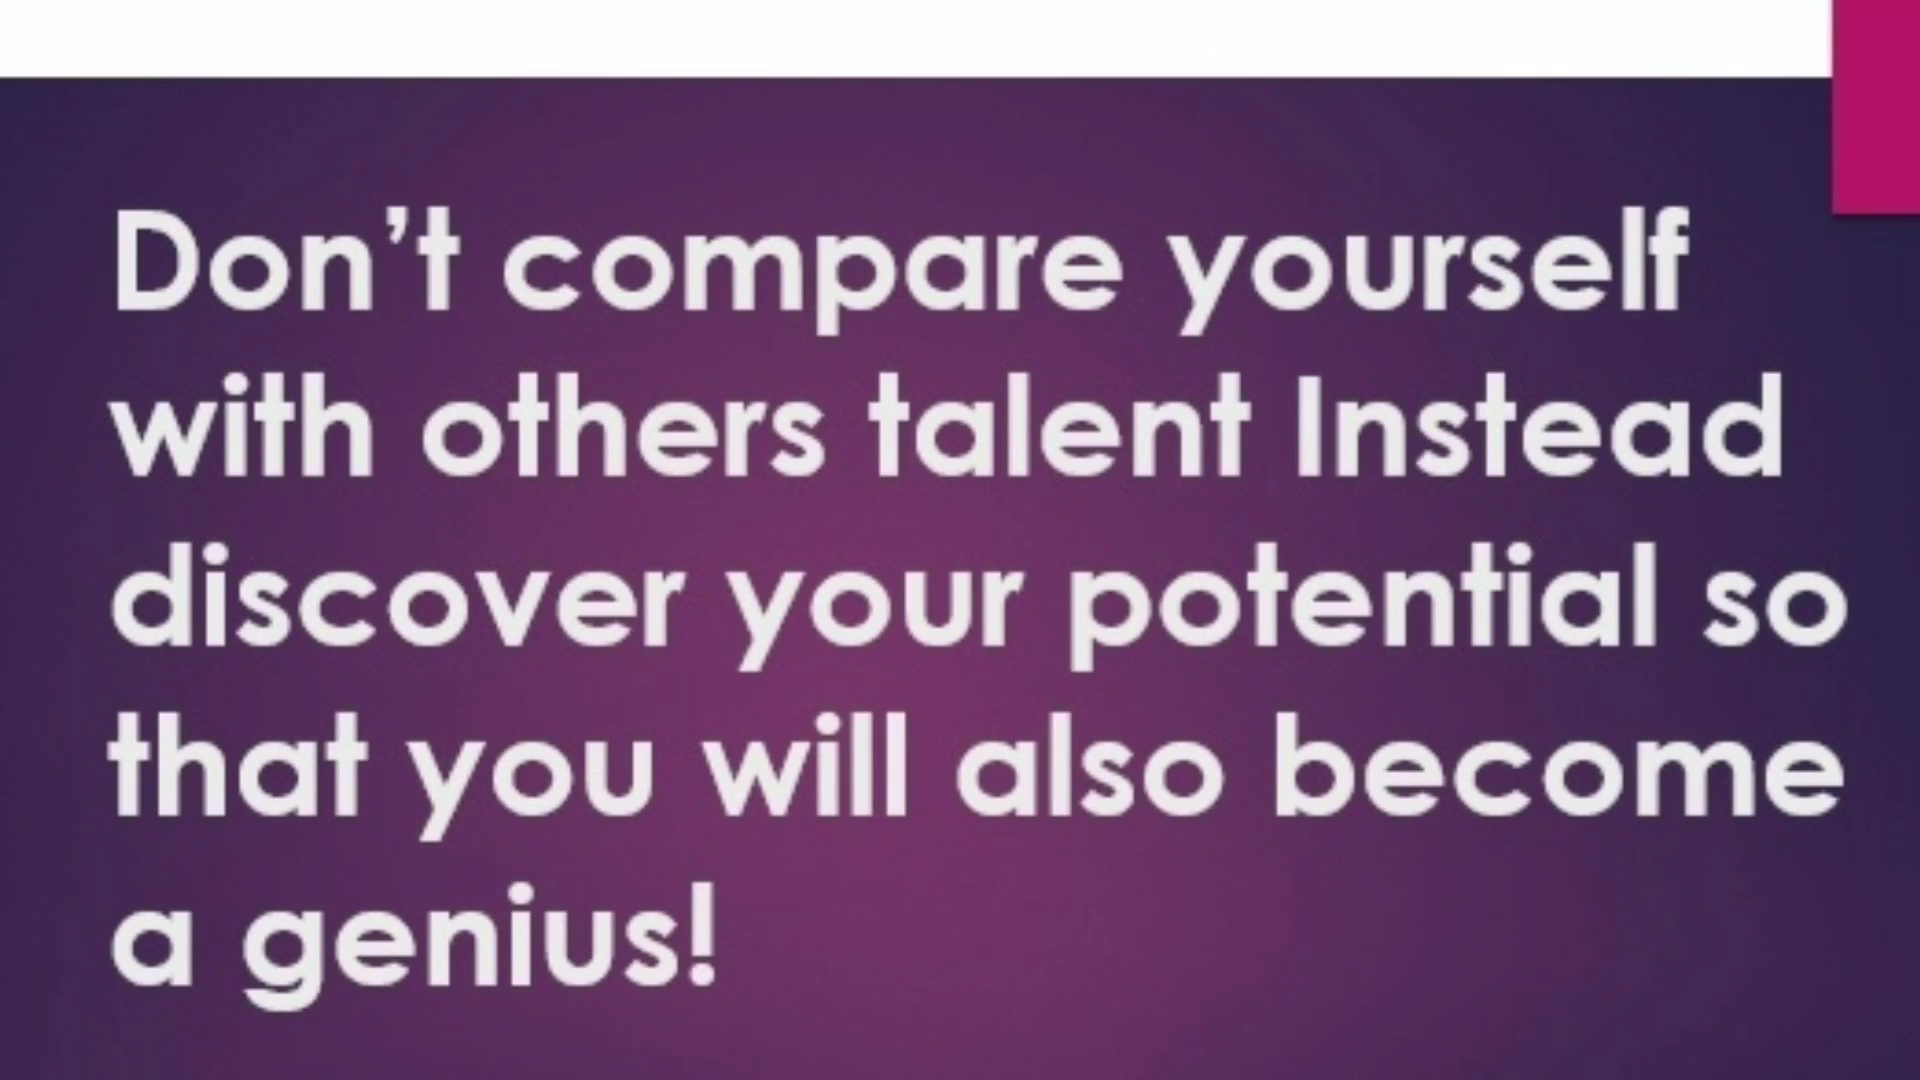 Don’t compare yourself
with others talent Instead
discover your potential so
that you will also become
a genius!